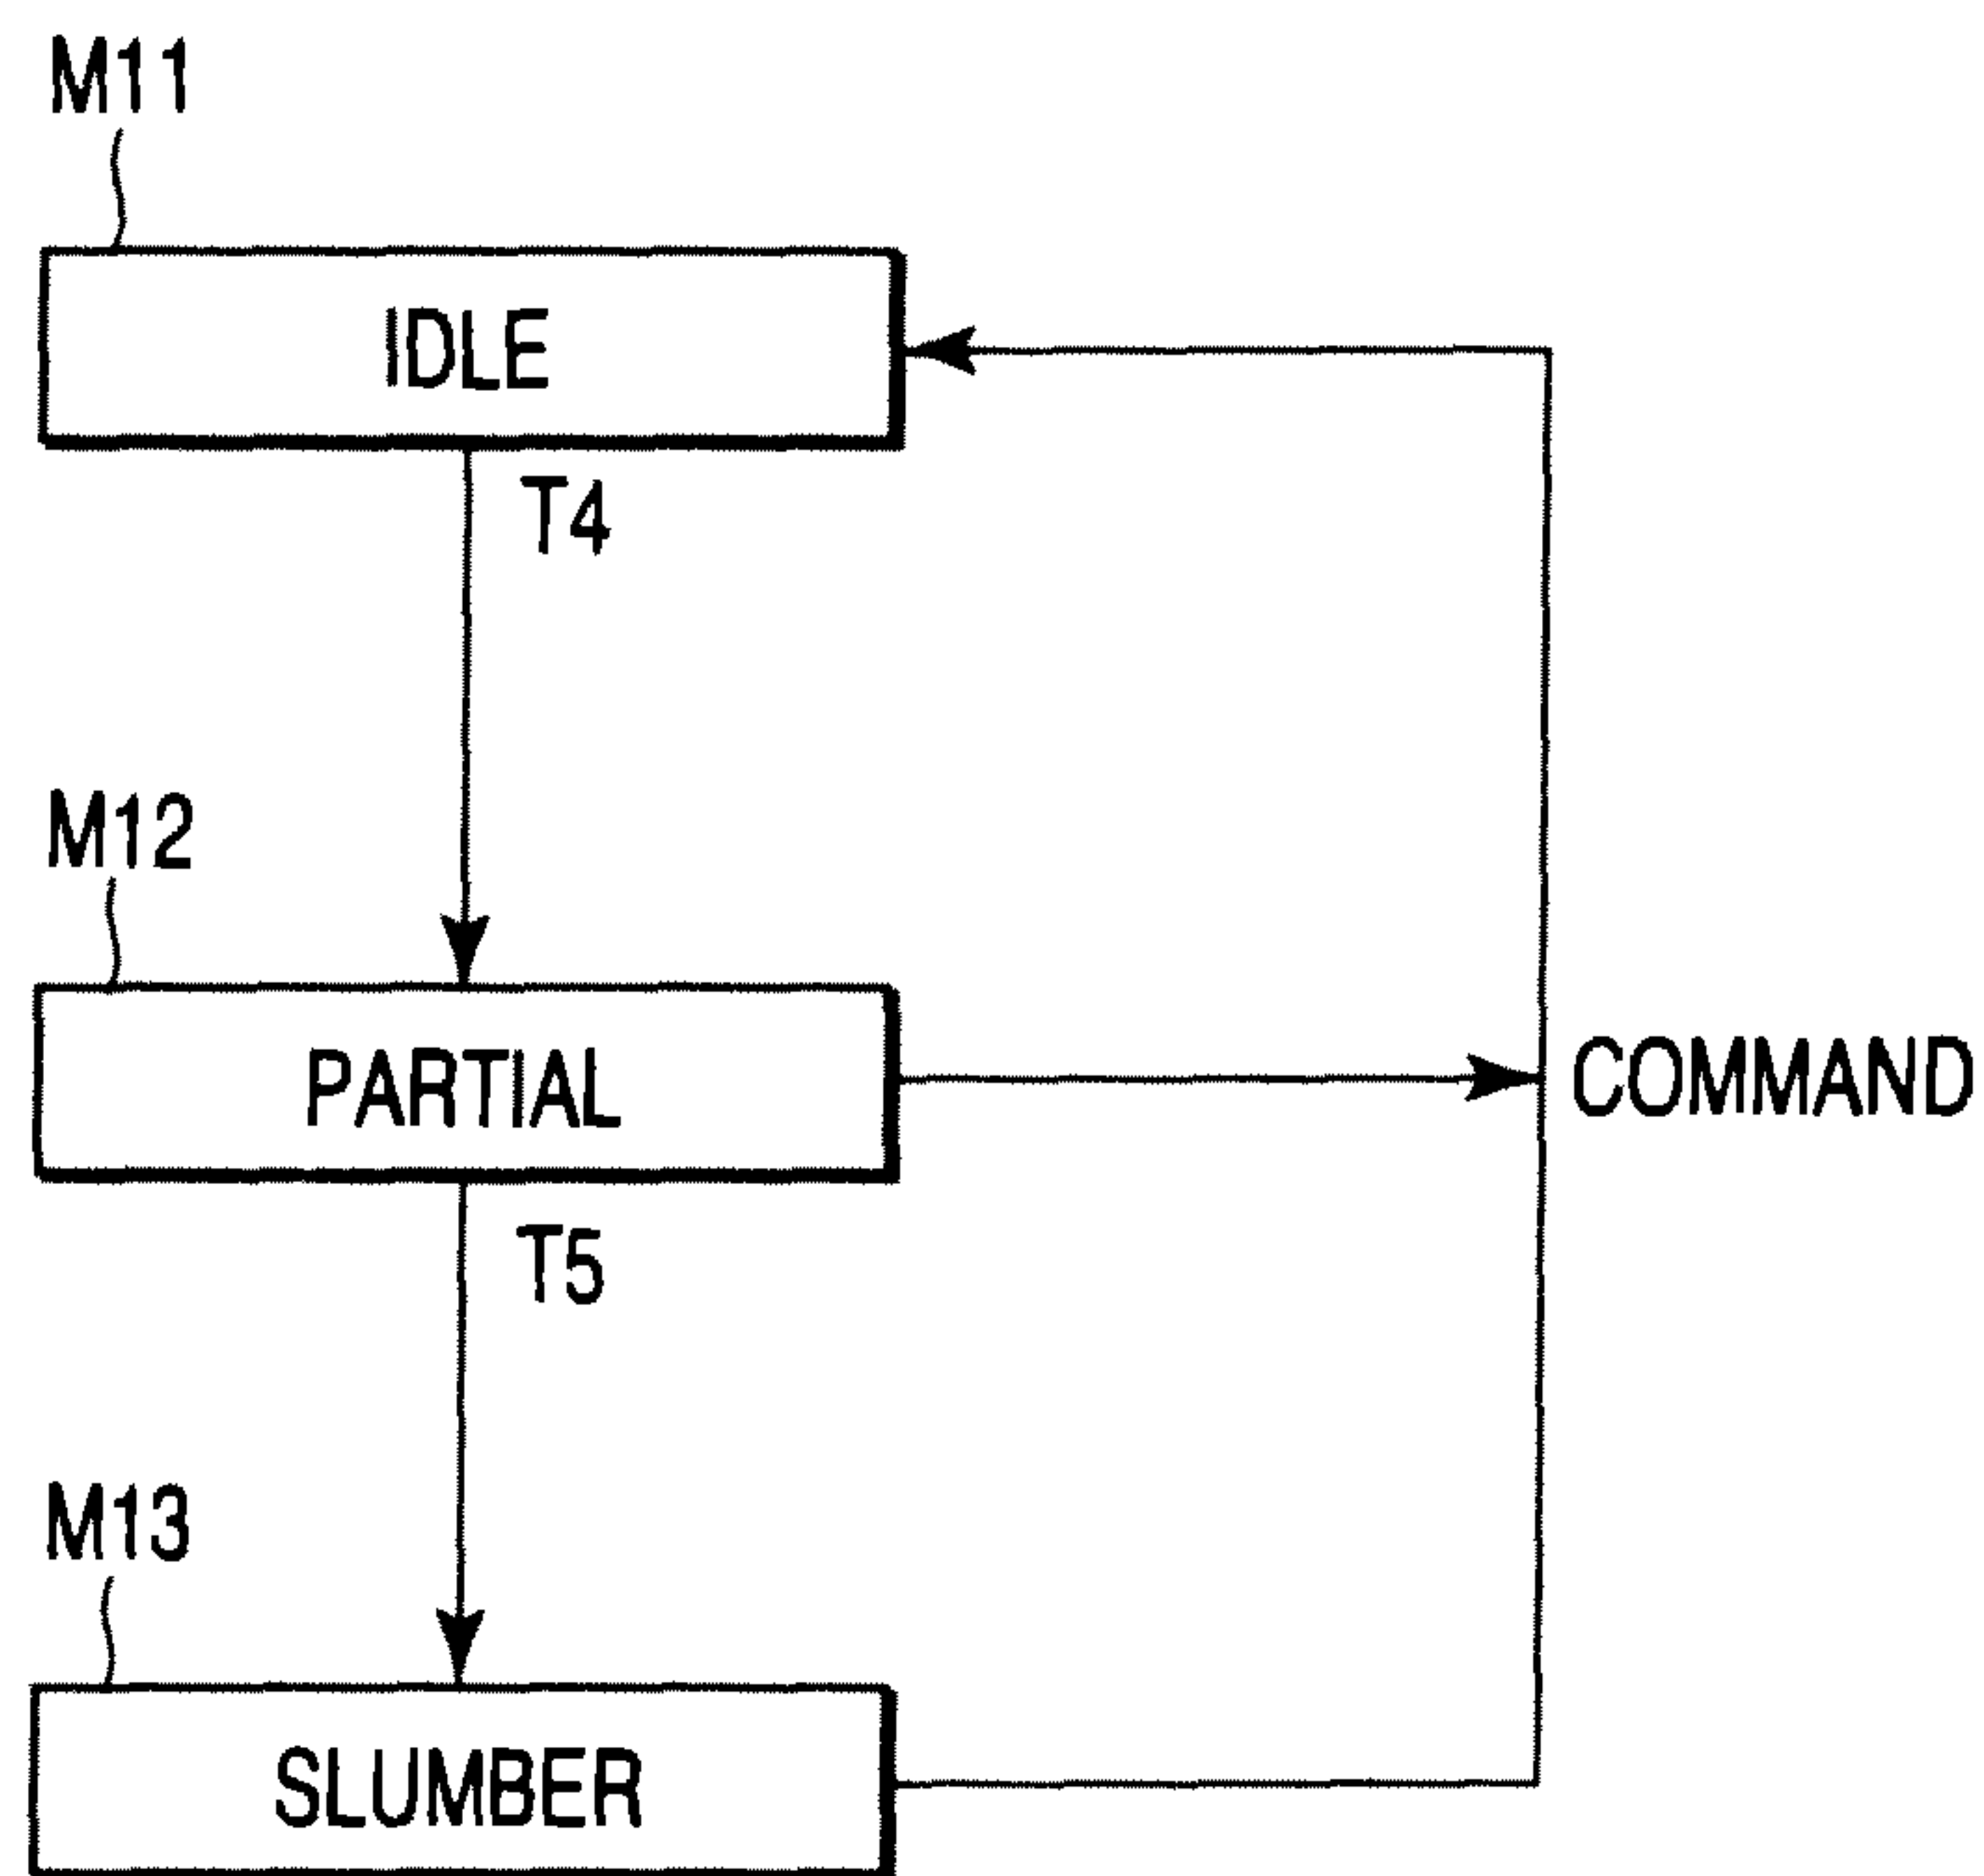 M11
IDLE
T4
M12
PARTIAL
COMMAND
T5
M13
SLUMBER